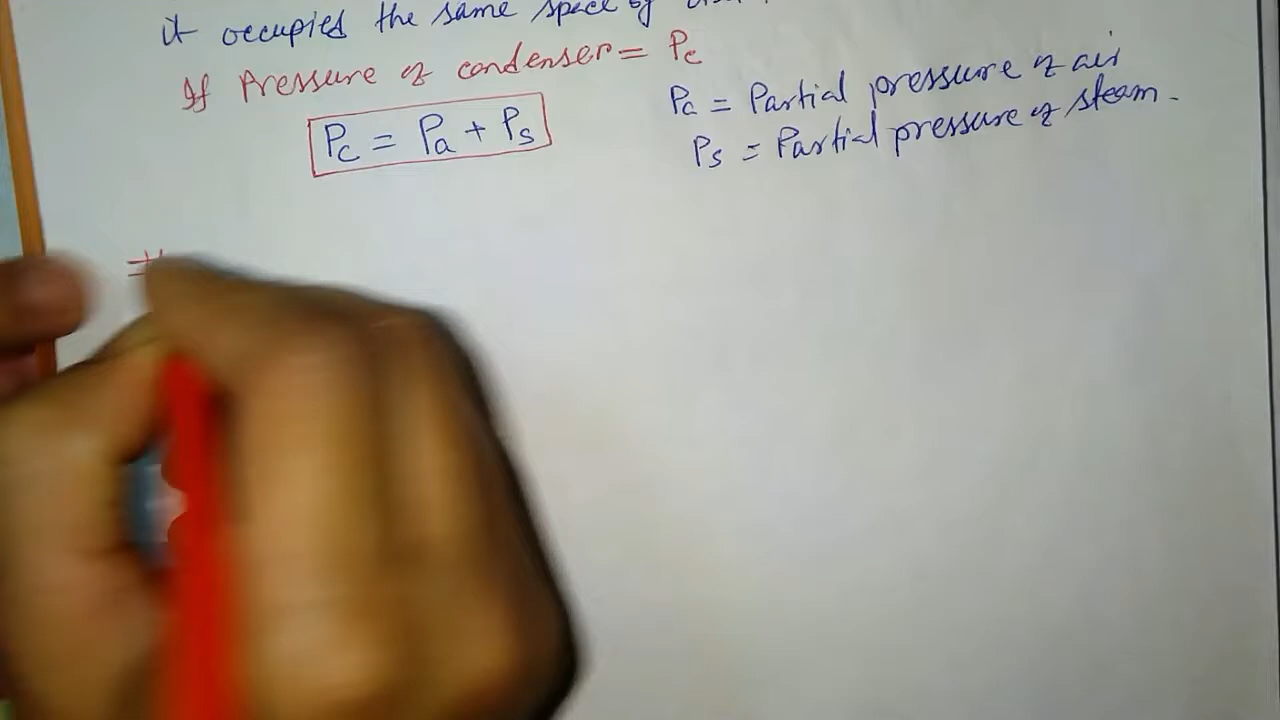 it occupied the same space of
If Pressure of condenser = Pc
Pa = Partial pressure of air
Pc = Pa + Ps
Ps = Partial pressure of steam.
#